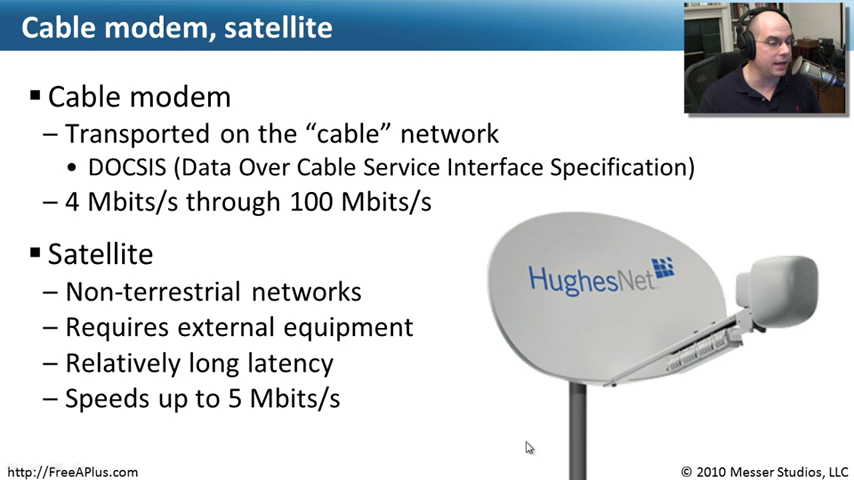 Cable modem, satellite
▪ Cable modem
– Transported on the “cable” network
• DOCSIS (Data Over Cable Service Interface Specification)
– 4 Mbits/s through 100 Mbits/s
▪ Satellite
– Non-terrestrial networks
– Requires external equipment
– Relatively long latency
– Speeds up to 5 Mbits/s
HughesNet
http://FreeAPlus.com
© 2010 Messer Studios, LLC